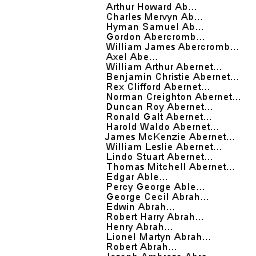 Arthur Howard Ab...
Charles Mervyn Ab...
Hyman Samuel Ab...
Gordon Abercromb...
William James Abercromb...
Axel Abe...
William Arthur Abernet...
Benjamin Christie Abernet...
Rex Clifford Abernet...
Norman Creighton Abernet...
Duncan Roy Abernet...
Ronald Galt Abernet...
Harold Waldo Abernet...
James McKenzie Abernet...
William Leslie Abernet...
Lindo Stuart Abernet...
Thomas Mitchell Abernet...
Edgar Able...
Percy George Able...
George Cecil Abrah...
Edwin Abrah...
Robert Harry Abrah...
Henry Abrah...
Lionel Martyn Abrah...
Robert Abrah...
Joseph Ambrose Abra...